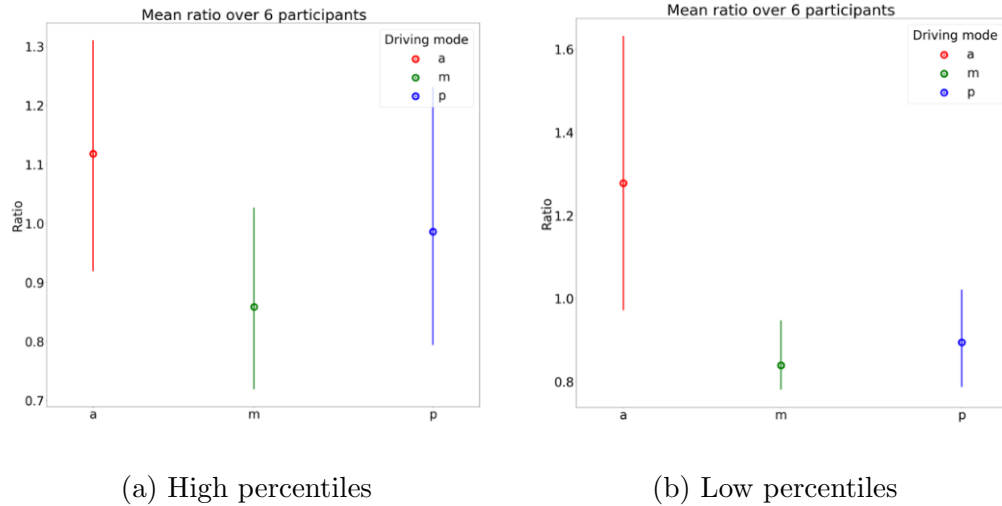 Mean ratio over 6 participants
Driving mode
a
m
p
1.3
1.2
1.1
1.0
0.9
0.8
0.7
Ratio
a m p
(a) High percentiles
Mean ratio over 6 participants
Driving mode
a
m
p
1.6
1.4
1.2
1.0
0.8
Ratio
a m p
(b) Low percentiles